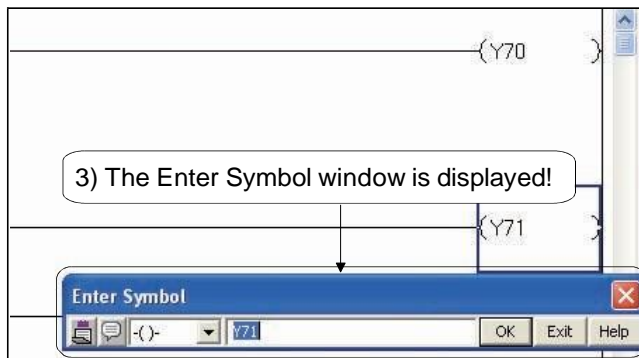 (Y70 )
3) The Enter Symbol window is displayed!
(Y71 )
Enter Symbol
-( )- Y71 OK Exit Help